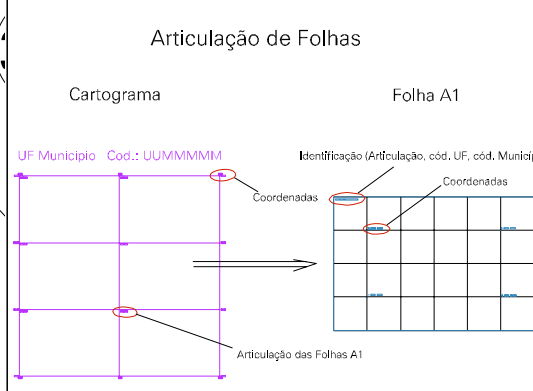 Articulação de Folhas
Cartograma
Folha A1
UF Municipio Cod.: UUMMMMM
Identificação (Articulação, cód. UF, cód. Municíp
Coordenadas
Coordenadas
Articulação das Folhas A1